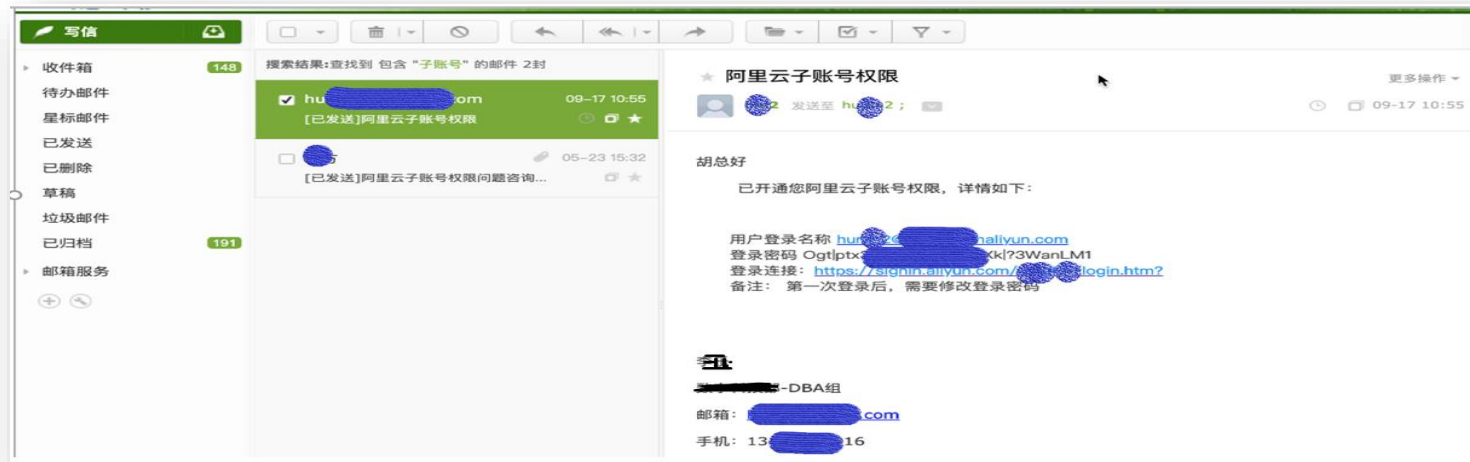 写信
收件箱 148
待办邮件
星标邮件
已发送
已删除
草稿
垃圾邮件
已归档 191
邮箱服务
搜索结果:查找到 包含 "子账号" 的邮件 2封
hu om 09-17 10:55
[已发送]阿里云子账号权限
方 05-23 15:32
[已发送]阿里云子账号权限问题咨询...
阿里云子账号权限
更多操作
2 发送至 hu 2 ;
09-17 10:55
胡总好
已开通您阿里云子账号权限，详情如下：
用户登录名称 hu 2@ naliyun.com
登录密码 Ogt|ptx Xk|?3WanLM1
登录连接： https://signin.aliyun.com/ login.htm?
备注： 第一次登录后，需要修改登录密码
-DBA组
邮箱： .com
手机：13 16